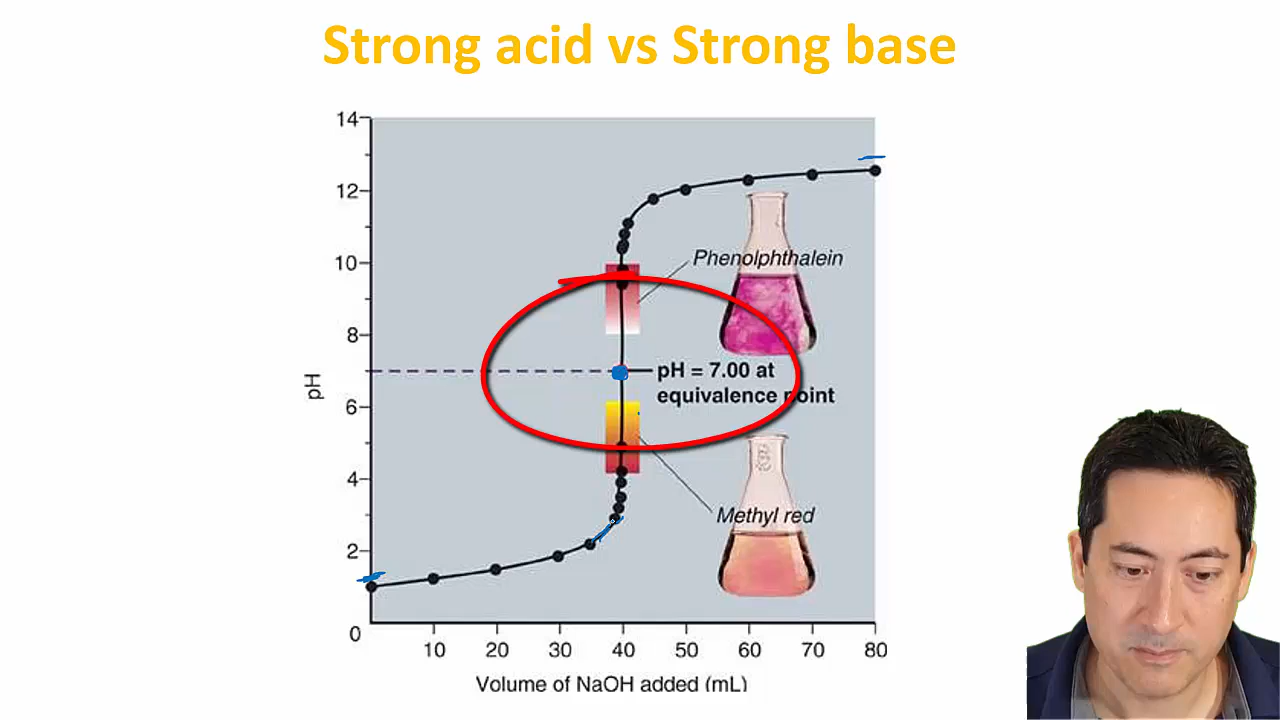 Strong acid vs Strong base
14
12
10
8
6
4
2
0
pH
Phenolphthalein
pH = 7.00 at
equivalence point
Methyl red
10 20 30 40 50 60 70 80
Volume of NaOH added (mL)